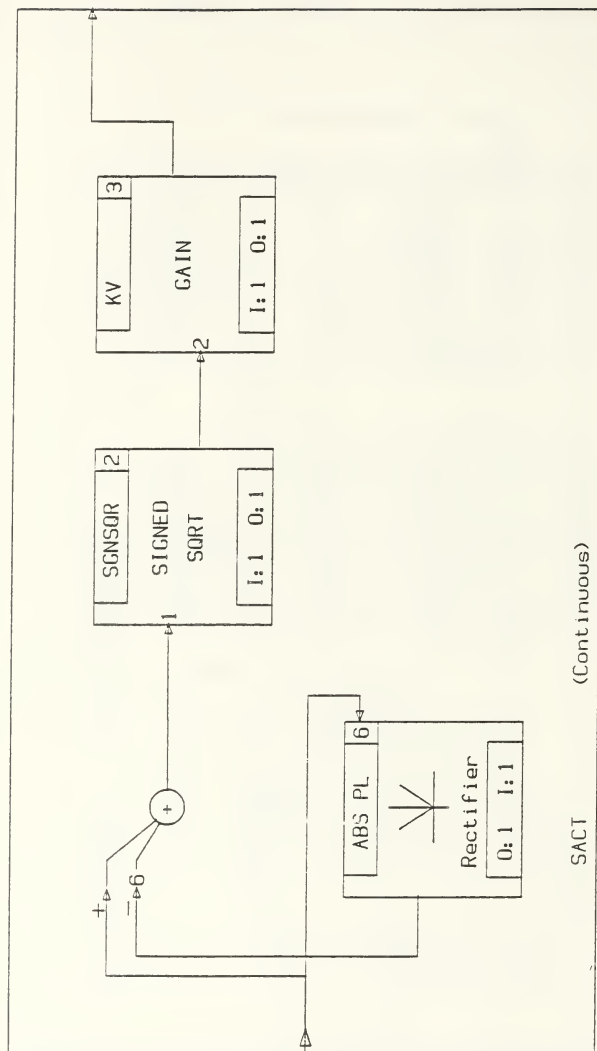 +
- 6
+
1
SGNSQR 2
SIGNED
SQRT
I: 1 O: 1
2
KV 3
GAIN
I: 1 O: 1
ABS PL 6
Rectifier
O: 1 I: 1
SACT (Continuous)